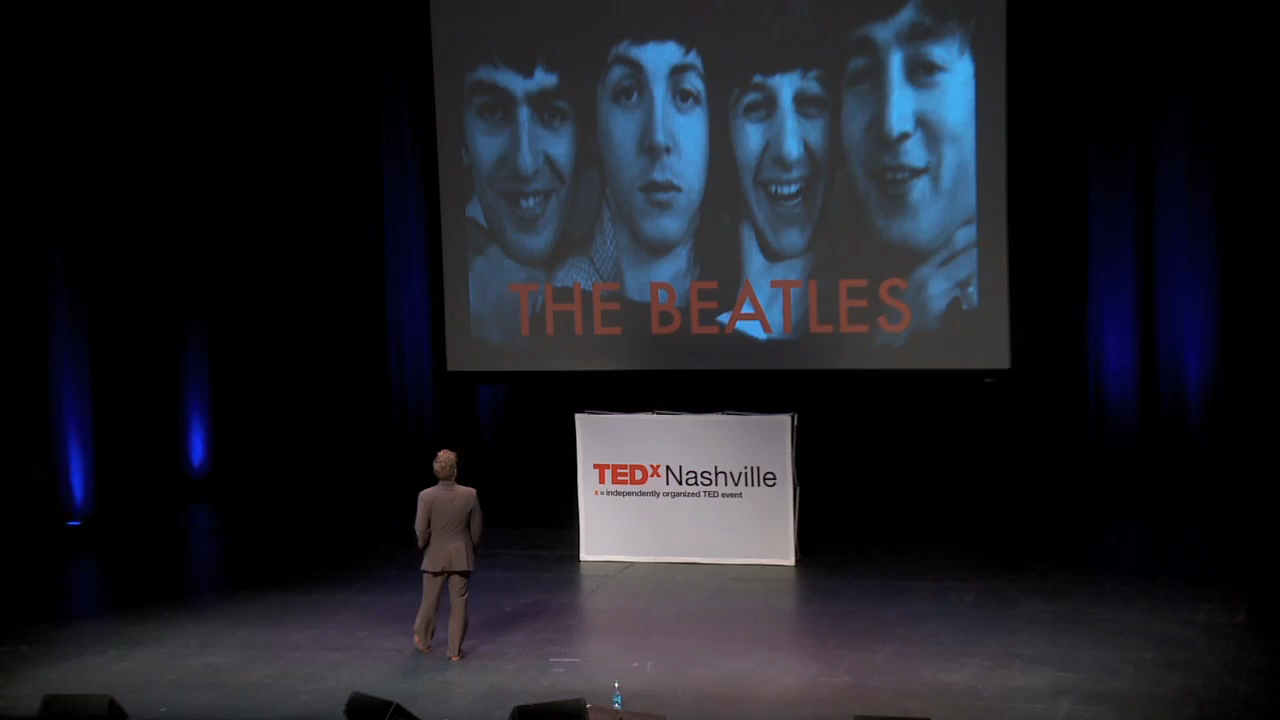 THE BEATLES
TEDx Nashville
x = independently organized TED event